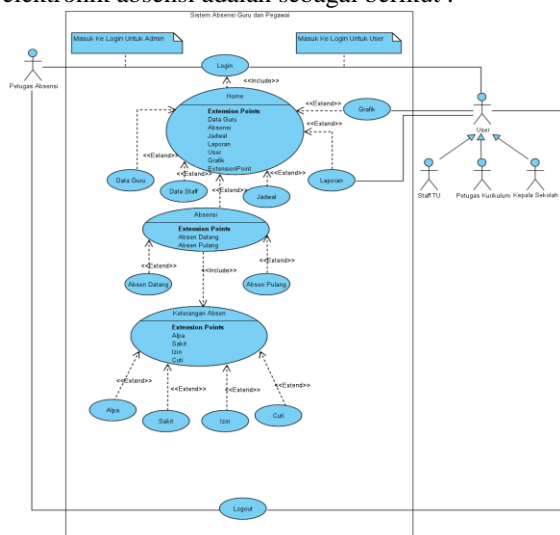 elektronik absensi adalah sebagai berikut :
Sistem Absensi Guru dan Pegawai
Masuk Ke Login Untuk Admin
Masuk Ke Login Untuk User
Login
Petugas Absensi
<<Include>>
Home
Extension Points
Data Guru
Absensi
Jadwal
Laporan
User
Grafik
ExtensionPoint
<<Extend>>
Grafik
User
<<Extend>>
<<Extend>>
<<Extend>>
<<Extend>>
<<Extend>>
Data Guru
Data Staff
Jadwal
Laporan
Staff TU
Petugas Kurikulum
Kepala Sekolah
Absensi
Extension Points
Absen Datang
Absen Pulang
<<Extend>>
<<Include>>
<<Extend>>
Absen Datang
Absen Pulang
Keterangan Absen
Extension Points
Alpa
Sakit
Izin
Cuti
<<Extend>>
<<Extend>>
<<Extend>>
<<Extend>>
Alpa
Sakit
Izin
Cuti
Logout